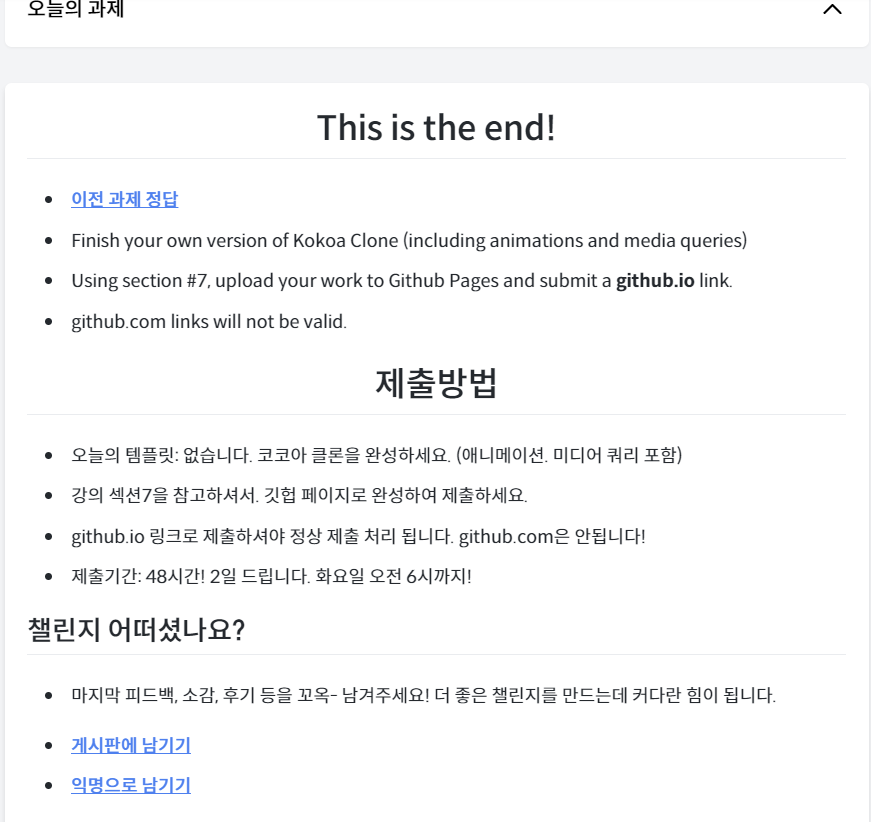 오늘의 과제
This is the end!
이전 과제 정답
Finish your own version of Kokoa Clone (including animations and media queries)
Using section #7, upload your work to Github Pages and submit a github.io link.
github.com links will not be valid.
제출방법
오늘의 템플릿: 없습니다. 코코아 클론을 완성하세요. (애니메이션. 미디어 쿼리 포함)
강의 섹션7을 참고하셔서. 깃헙 페이지로 완성하여 제출하세요.
github.io 링크로 제출하셔야 정상 제출 처리 됩니다. github.com은 안됩니다!
제출기간: 48시간! 2일 드립니다. 화요일 오전 6시까지!
챌린지 어떠셨나요?
마지막 피드백, 소감, 후기 등을 꼬옥- 남겨주세요! 더 좋은 챌린지를 만드는데 커다란 힘이 됩니다.
게시판에 남기기
익명으로 남기기